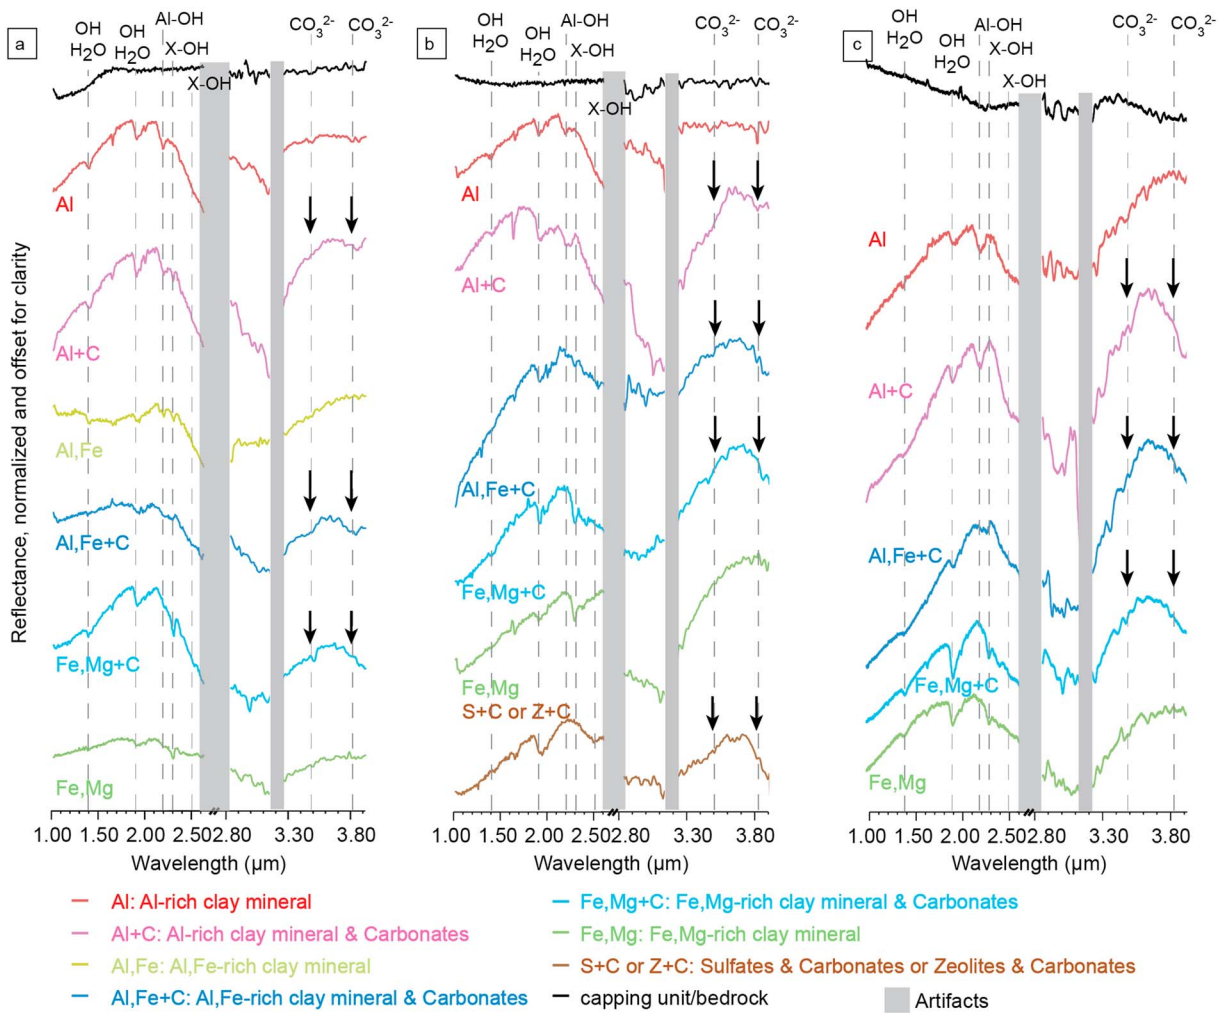 a
OH
H₂O
OH
H₂O
Al-OH
X-OH
X-OH
CO₃²⁻
CO₃²⁻
Al
Al+C
Al,Fe
Al,Fe+C
Fe,Mg+C
Fe,Mg
1.00 1.50 2.00 2.50 2.80 3.30 3.80
Wavelength (µm)
Reflectance, normalized and offset for clarity
b
OH
H₂O
OH
H₂O
Al-OH
X-OH
X-OH
CO₃²⁻
CO₃²⁻
Al
Al+C
Al,Fe+C
Fe,Mg+C
Fe,Mg
S+C or Z+C
1.00 1.50 2.00 2.50 2.80 3.30 3.80
Wavelength (µm)
c
OH
H₂O
OH
H₂O
Al-OH
X-OH
X-OH
CO₃²⁻
CO₃²⁻
Al
Al+C
Al,Fe+C
Fe,Mg+C
Fe,Mg
1.00 1.50 2.00 2.50 2.80 3.30 3.80
Wavelength (µm)
Al: Al-rich clay mineral
Al+C: Al-rich clay mineral & Carbonates
Al,Fe: Al,Fe-rich clay mineral
Al,Fe+C: Al,Fe-rich clay mineral & Carbonates
Fe,Mg+C: Fe,Mg-rich clay mineral & Carbonates
Fe,Mg: Fe,Mg-rich clay mineral
S+C or Z+C: Sulfates & Carbonates or Zeolites & Carbonates
capping unit/bedrock
Artifacts